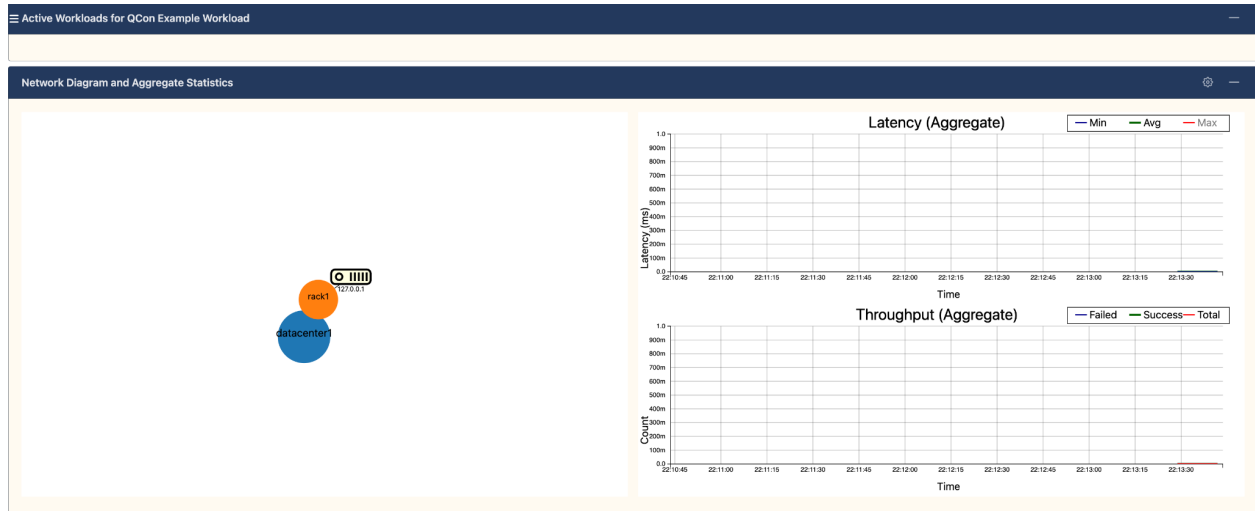 Active Workloads for QCon Example Workload
Network Diagram and Aggregate Statistics
127.0.0.1
rack1
datacenter1
Latency (Aggregate)
Min Avg Max
1.0
900m
800m
700m
600m
500m
400m
300m
200m
100m
0.0
Latency (ms)
22:10:45 22:11:00 22:11:15 22:11:30 22:11:45 22:12:00 22:12:15 22:12:30 22:12:45 22:13:00 22:13:15 22:13:30
Time
Throughput (Aggregate)
Failed Success Total
1.0
900m
800m
700m
600m
500m
400m
300m
200m
100m
0.0
Count
22:10:45 22:11:00 22:11:15 22:11:30 22:11:45 22:12:00 22:12:15 22:12:30 22:12:45 22:13:00 22:13:15 22:13:30
Time